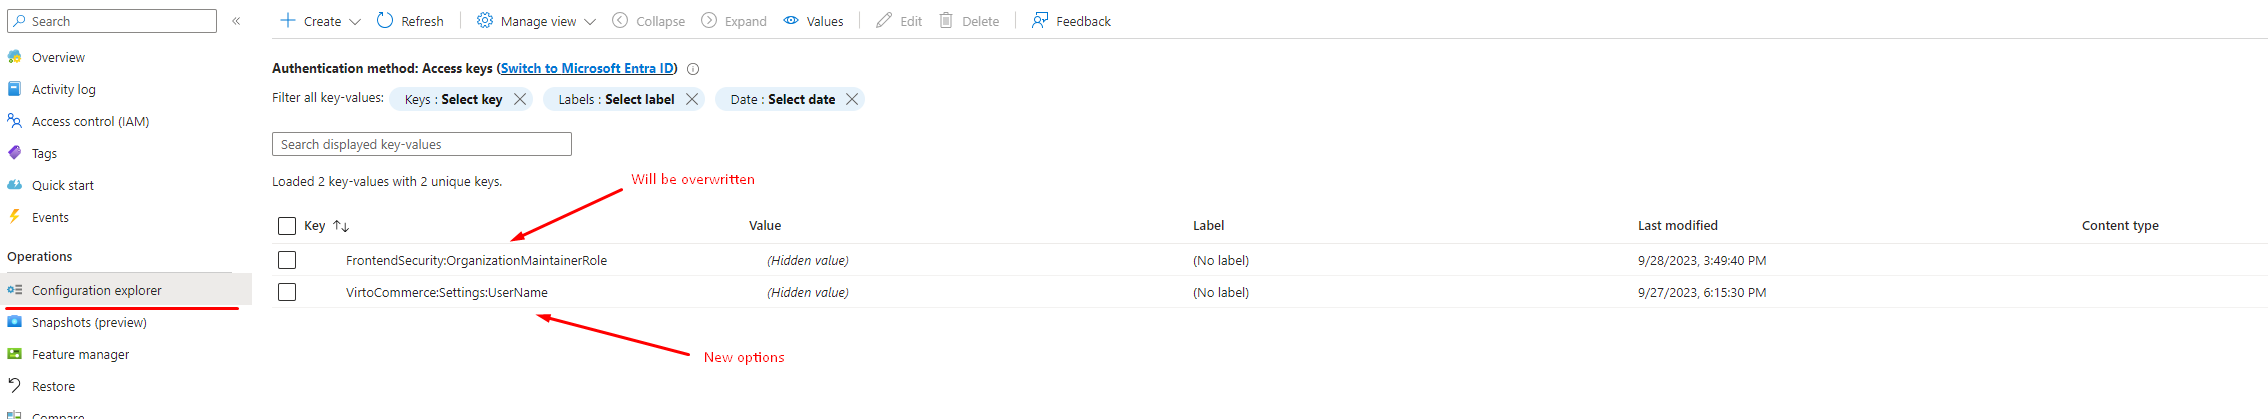 Search
Overview
Activity log
Access control (IAM)
Tags
Quick start
Events
Operations
Configuration explorer
Snapshots (preview)
Feature manager
Restore
Compare
Create Refresh Manage view Collapse Expand Values Edit Delete Feedback
Authentication method: Access keys (Switch to Microsoft Entra ID)
Filter all key-values: Keys : Select key Labels : Select label Date : Select date
Search displayed key-values
Loaded 2 key-values with 2 unique keys.
Will be overwritten
Key Value Label Last modified Content type
FrontendSecurity:OrganizationMaintainerRole (Hidden value) (No label) 9/28/2023, 3:49:40 PM
VirtoCommerce:Settings:UserName (Hidden value) (No label) 9/27/2023, 6:15:30 PM
New options